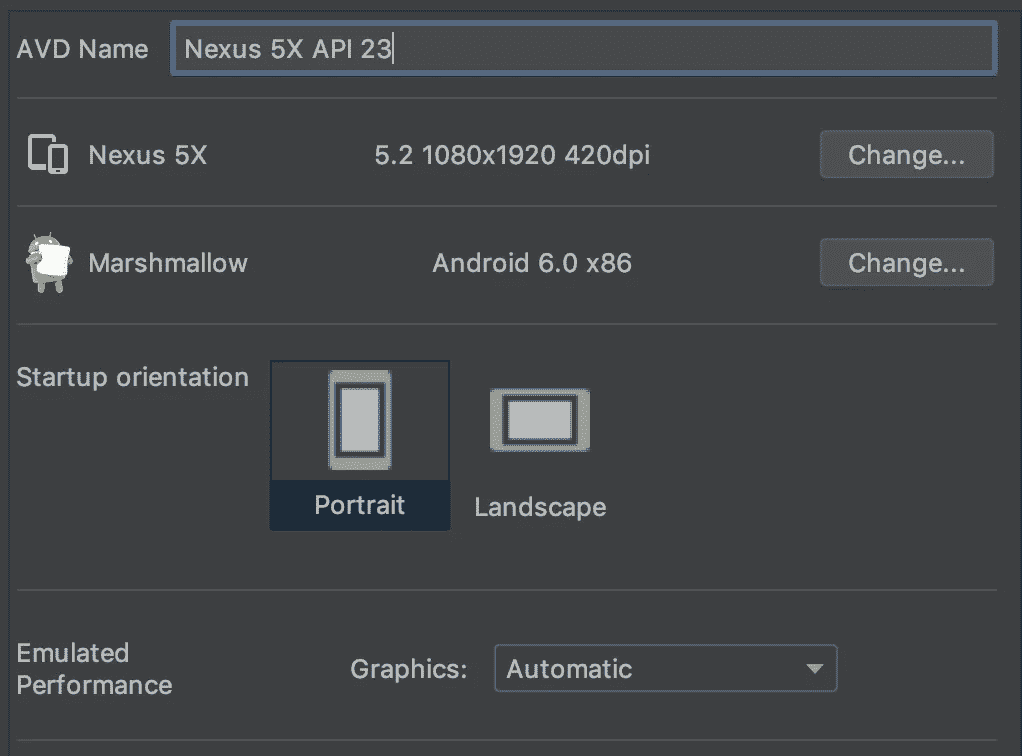 AVD Name Nexus 5X API 23
Nexus 5X 5.2 1080x1920 420dpi Change...
Marshmallow Android 6.0 x86 Change...
Startup orientation
Portrait Landscape
Emulated
Performance
Graphics: Automatic